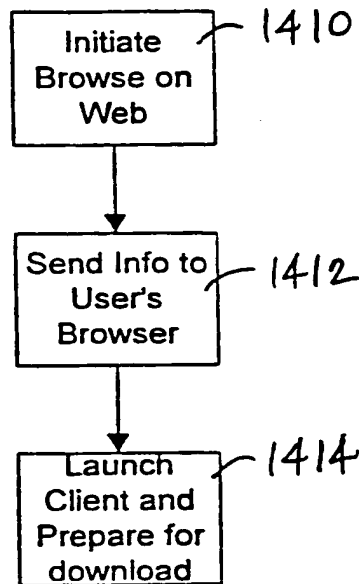 Initiate
Browse on
Web
1410
Send Info to
User's
Browser
1412
Launch
Client and
Prepare for
download
1414